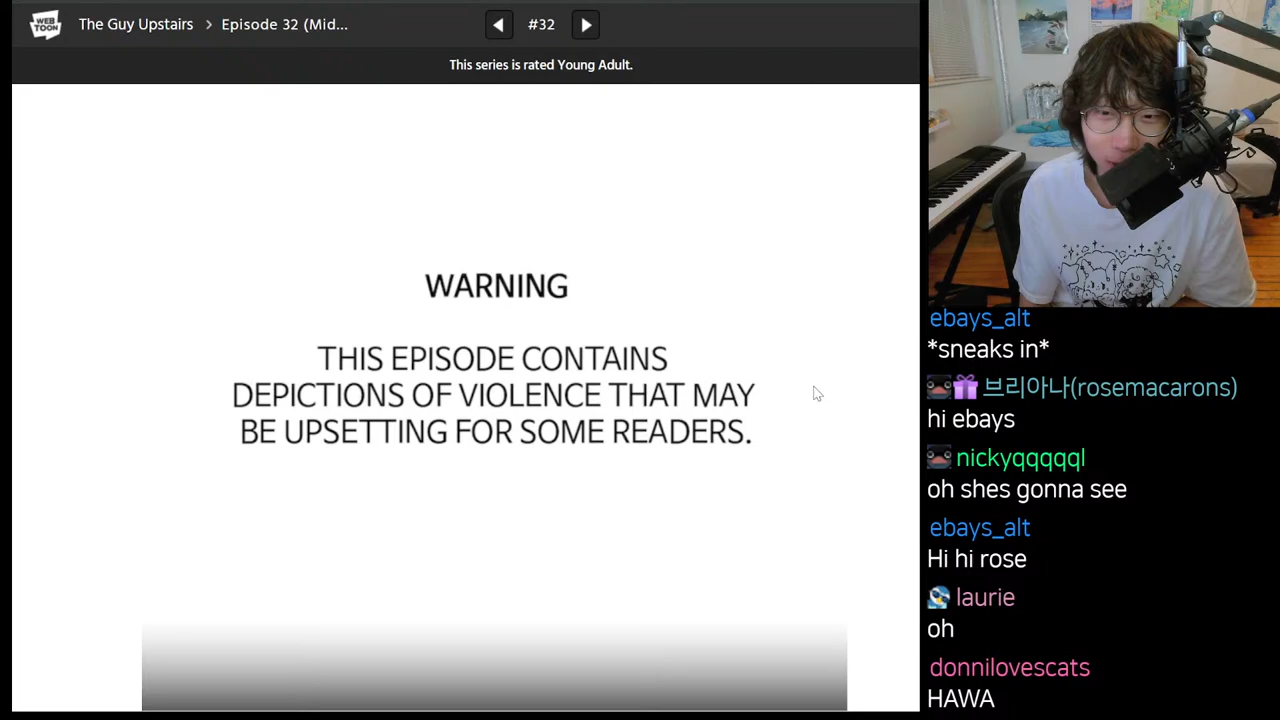 WEB
TOON
The Guy Upstairs > Episode 32 (Mid...
#32
This series is rated Young Adult.
WARNING
THIS EPISODE CONTAINS
DEPICTIONS OF VIOLENCE THAT MAY
BE UPSETTING FOR SOME READERS.
ebays_alt
*sneaks in*
브리아나(rosemacarons)
hi ebays
nickyqqqqql
oh shes gonna see
ebays_alt
Hi hi rose
laurie
oh
donnilovescats
HAWA